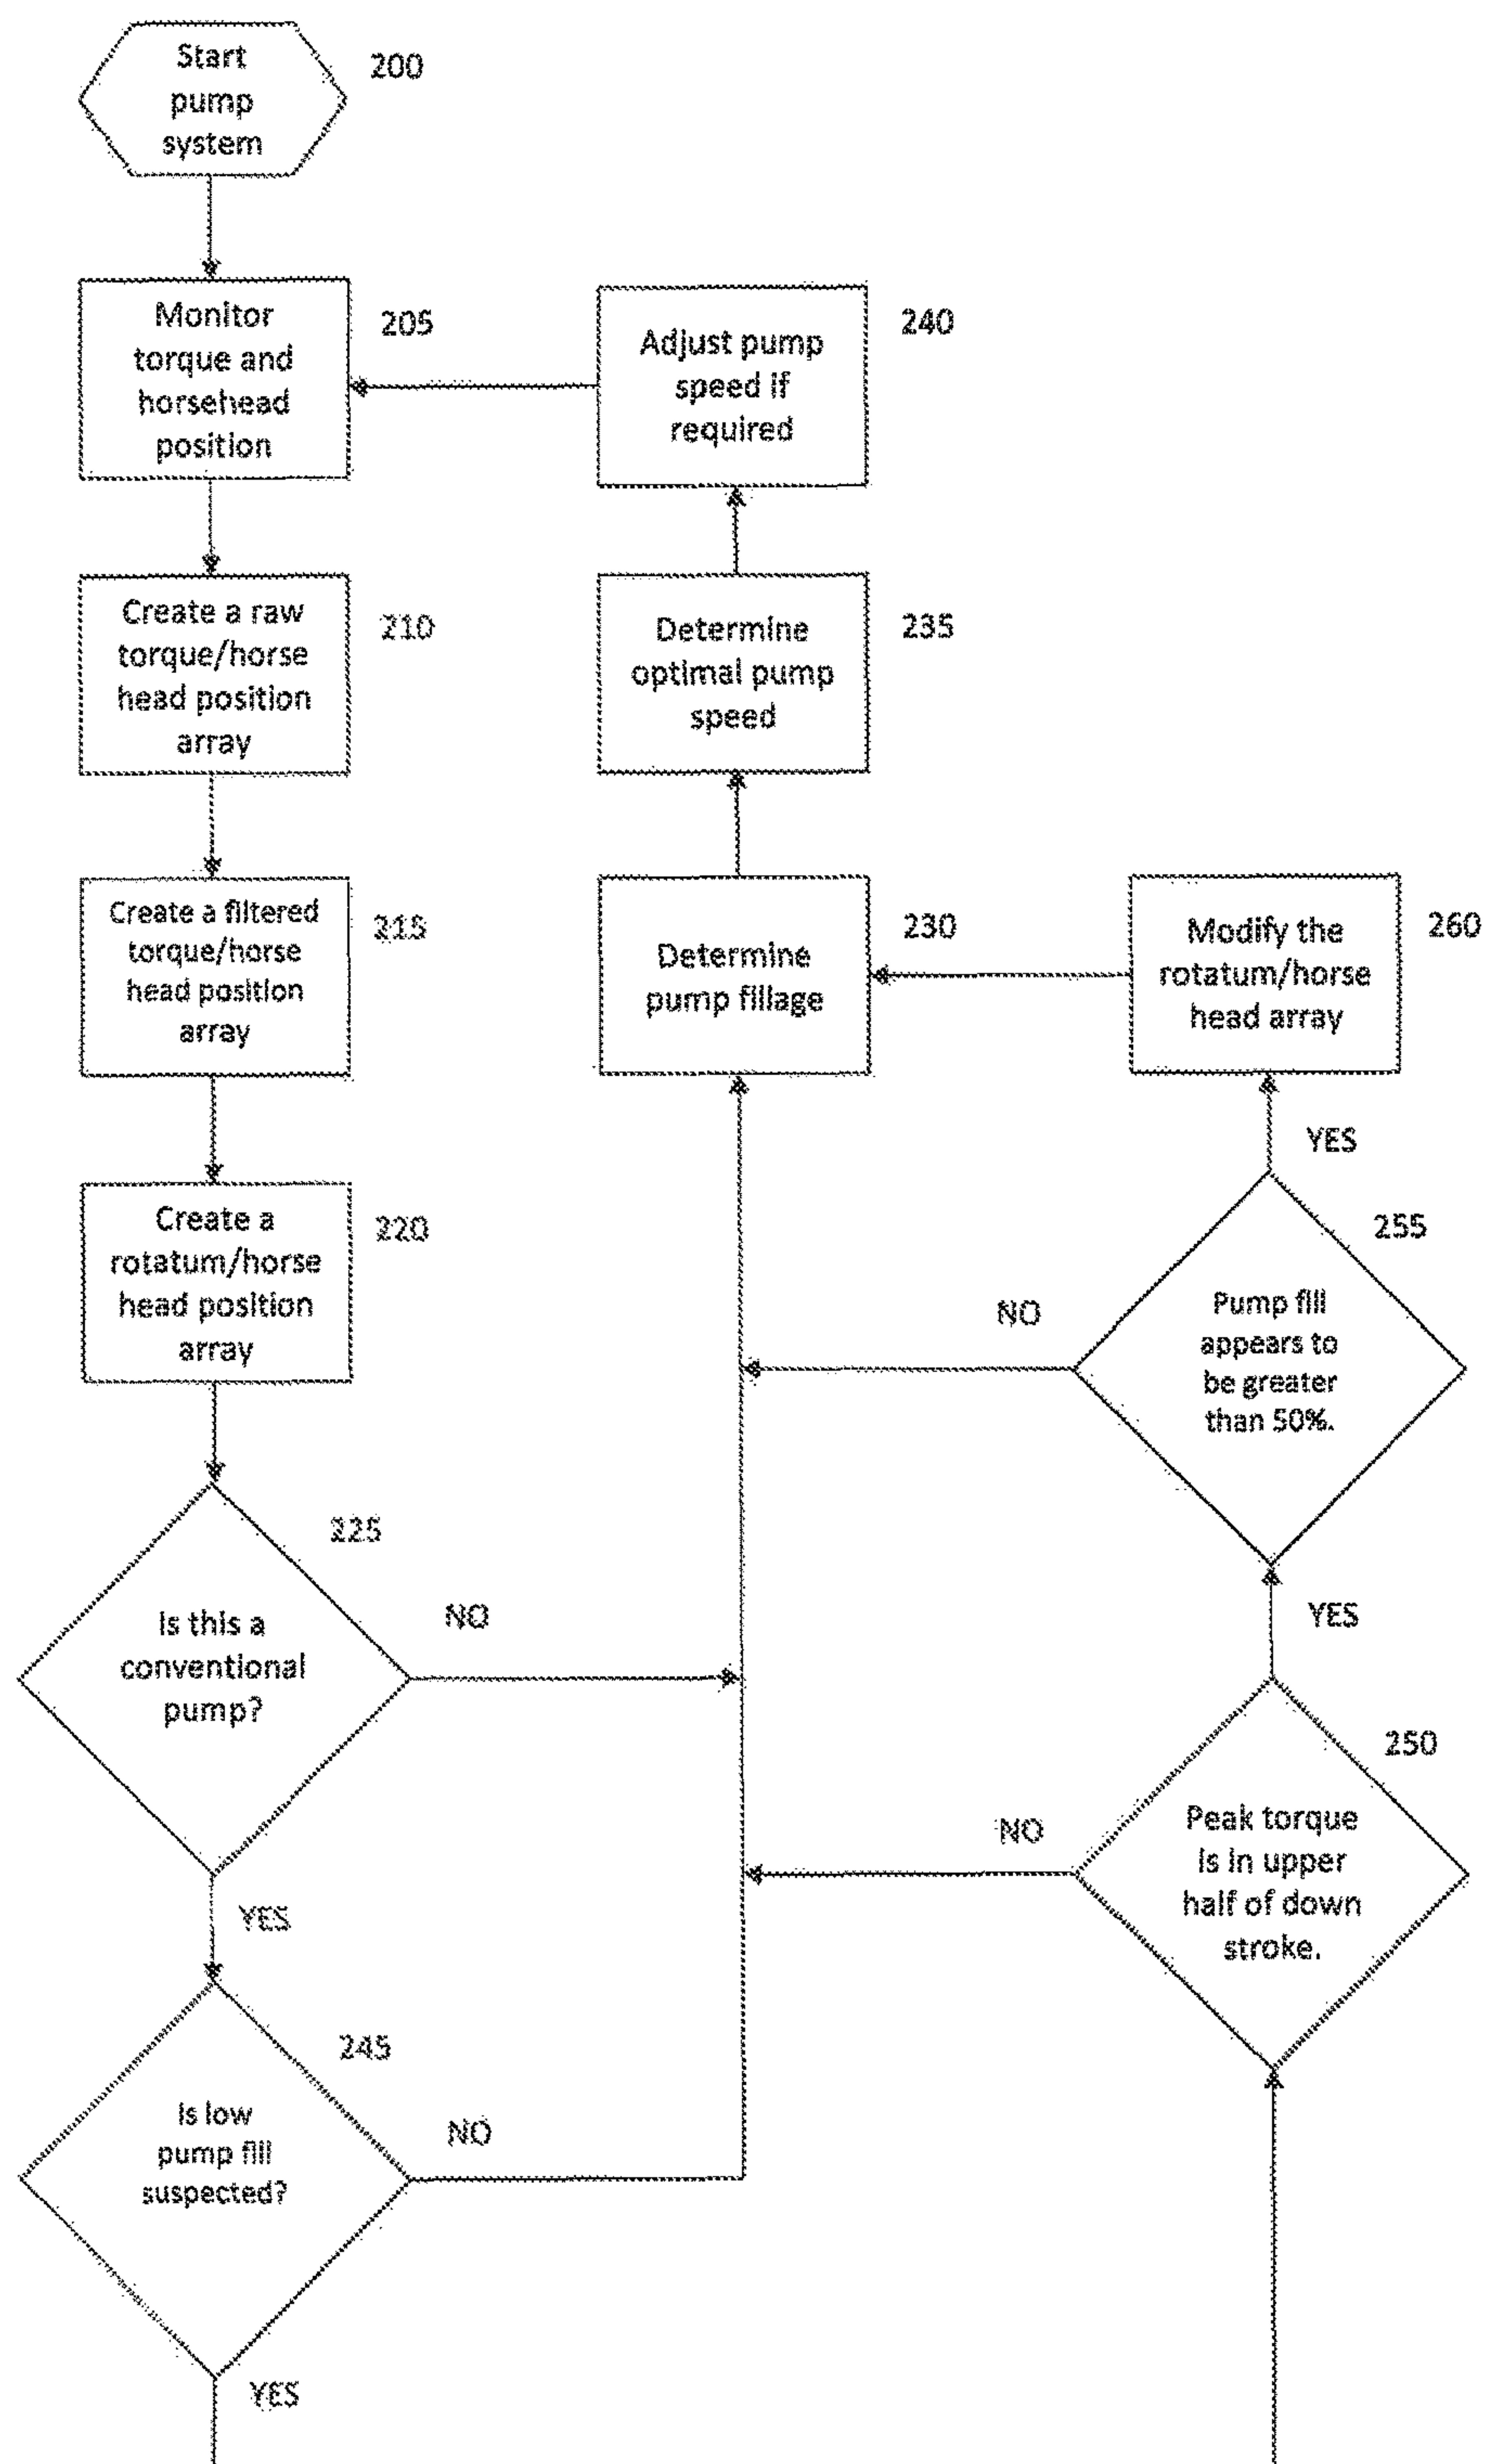 Start
pump
system
200
Monitor
torque and
horsehead
position
205
Adjust pump
speed if
required
240
Create a raw
torque/horse
head position
array
210
Determine
optimal pump
speed
235
Create a filtered
torque/horse
head position
array
215
Determine
pump fillage
230
Modify the
rotatum/horse
head array
260
YES
Create a
rotatum/horse
head position
array
220
255
Pump fill
appears to
be greater
than 50%.
NO
225
Is this a
conventional
pump?
NO
YES
250
Peak torque
is in upper
half of down
stroke.
NO
YES
245
Is low
pump fill
suspected?
NO
YES